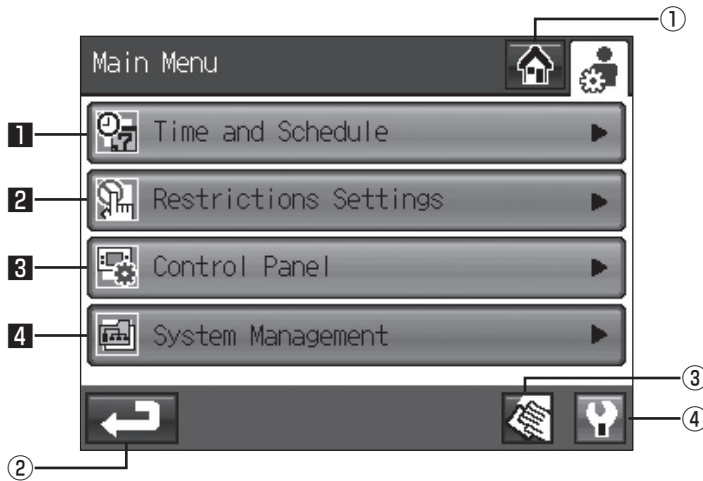 ①
Main Menu
1 Time and Schedule
2 Restrictions Settings
3 Control Panel
4 System Management
③
④
②